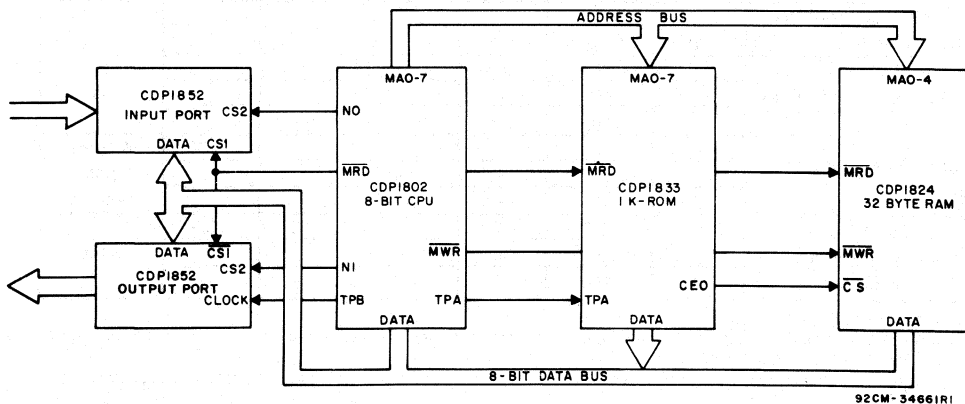 ADDRESS BUS
CDP1852
INPUT PORT
CS2
DATA
CS1
MA0-7
N0
MRD
CDP1802
8-BIT CPU
MWR
N1
TPB
TPA
DATA
DATA
CS1
CS2
CDP1852
OUTPUT PORT
CLOCK
MA0-7
MRD
CDP1833
1 K-ROM
CEO
TPA
DATA
MA0-4
MRD
CDP1824
32 BYTE RAM
MWR
CS
DATA
8-BIT DATA BUS
92CM-34661R1